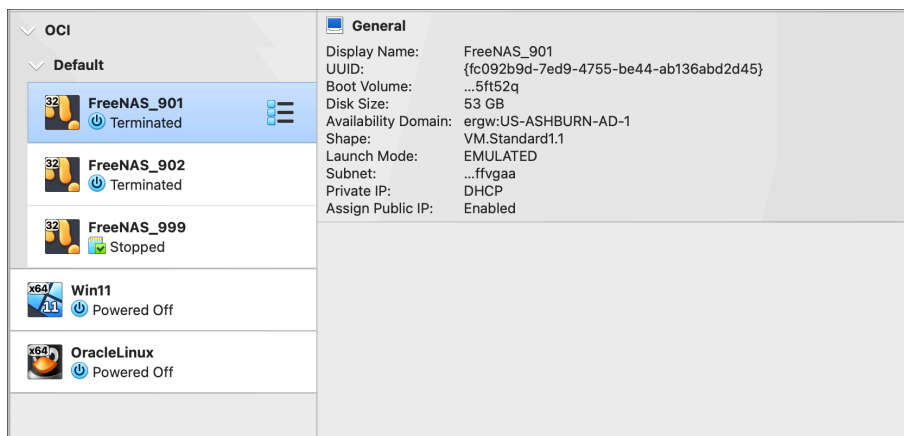 OCI
Default
32
FreeNAS_901
Terminated
32
FreeNAS_902
Terminated
32
FreeNAS_999
Stopped
x64
11
Win11
Powered Off
x64
OracleLinux
Powered Off
General
Display Name: FreeNAS_901
UUID: {fc092b9d-7ed9-4755-be44-ab136abd2d45}
Boot Volume: ...5ft52q
Disk Size: 53 GB
Availability Domain: ergw:US-ASHBURN-AD-1
Shape: VM.Standard1.1
Launch Mode: EMULATED
Subnet: ...ffvgaa
Private IP: DHCP
Assign Public IP: Enabled